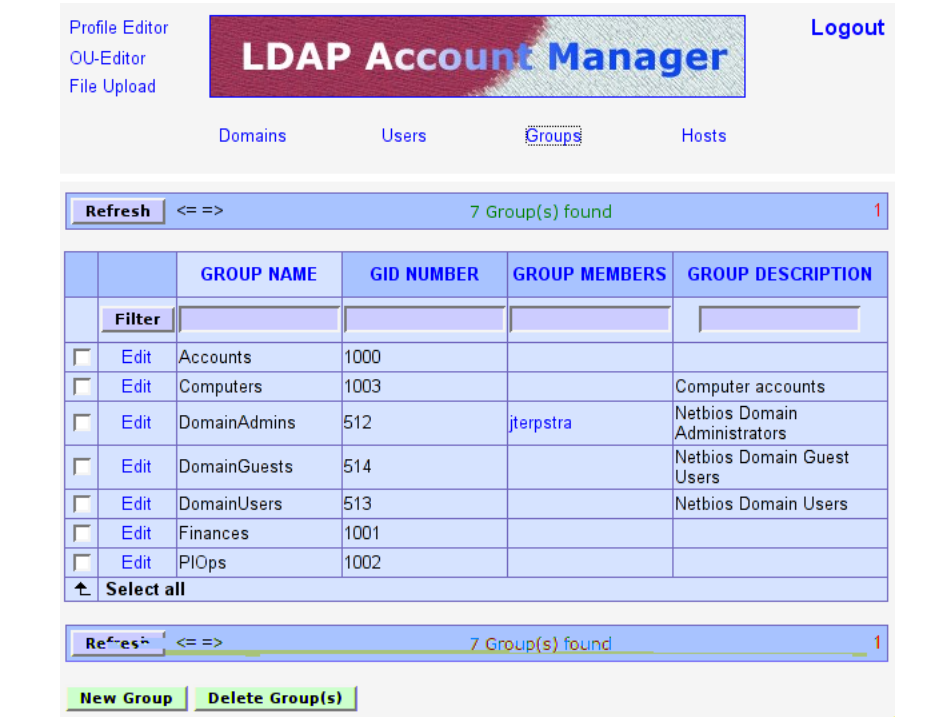 Profile Editor
OU-Editor
File Upload
LDAP Account Manager
Logout
Domains Users Groups Hosts
Refresh <= => 7 Group(s) found 1
GROUP NAME GID NUMBER GROUP MEMBERS GROUP DESCRIPTION
Filter
Edit Accounts 1000
Edit Computers 1003 Computer accounts
Edit DomainAdmins 512 jterpstra Netbios Domain
Administrators
Edit DomainGuests 514 Netbios Domain Guest
Users
Edit DomainUsers 513 Netbios Domain Users
Edit Finances 1001
Edit PIOps 1002
Select all
Refresh <= => 7 Group(s) found 1
New Group Delete Group(s)